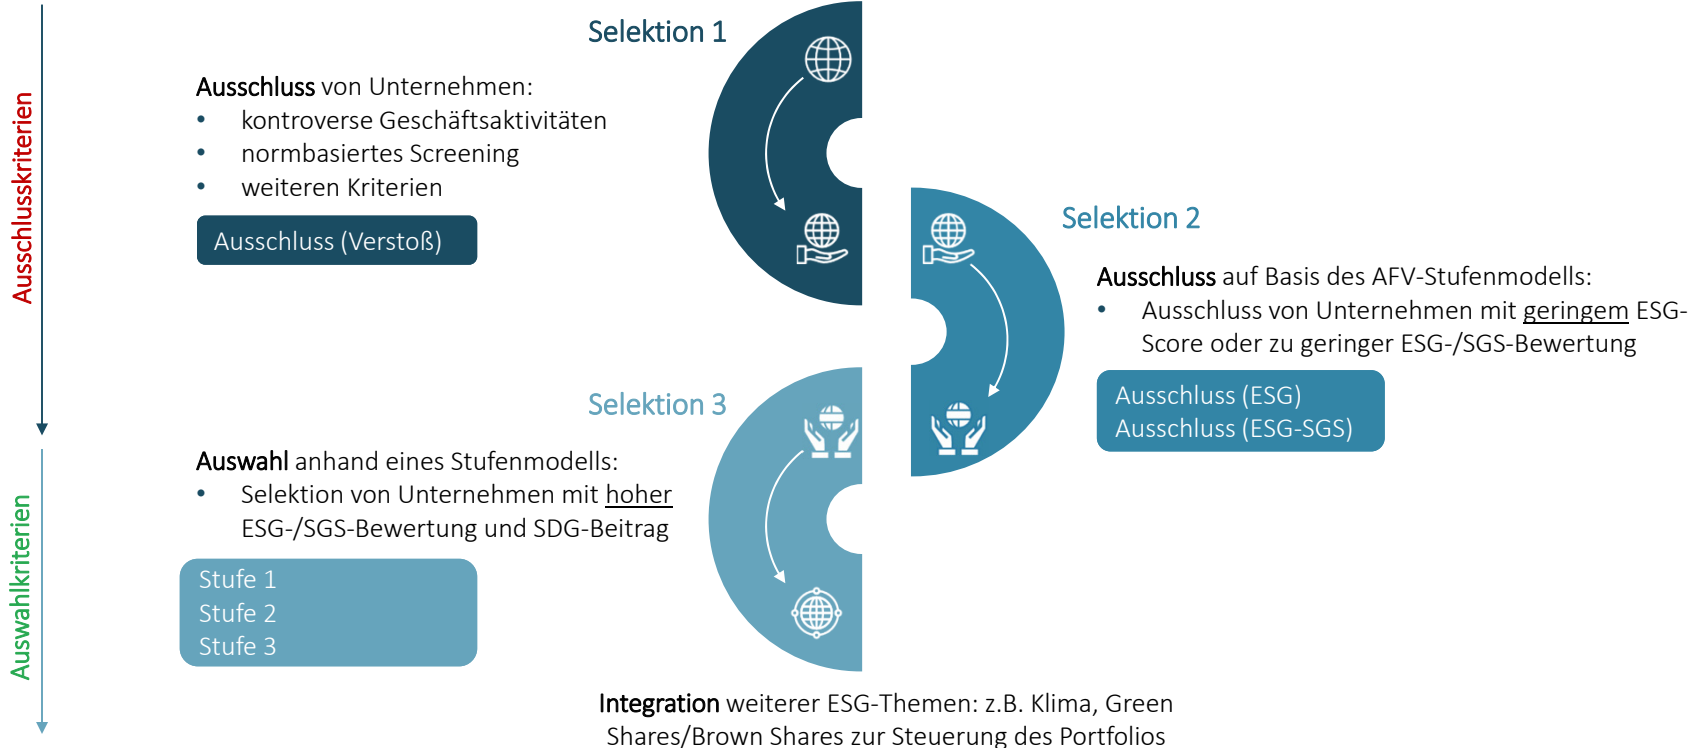 Ausschlusskriterien
Selektion 1
Ausschluss von Unternehmen:
• kontroverse Geschäftsaktivitäten
• normbasiertes Screening
• weiteren Kriterien
Ausschluss (Verstoß)
Selektion 2
Ausschluss auf Basis des AFV-Stufenmodells:
• Ausschluss von Unternehmen mit geringem ESG-
Score oder zu geringer ESG-/SGS-Bewertung
Ausschluss (ESG)
Ausschluss (ESG-SGS)
Auswahlkriterien
Selektion 3
Auswahl anhand eines Stufenmodells:
• Selektion von Unternehmen mit hoher
ESG-/SGS-Bewertung und SDG-Beitrag
Stufe 1
Stufe 2
Stufe 3
Integration weiterer ESG-Themen: z.B. Klima, Green
Shares/Brown Shares zur Steuerung des Portfolios